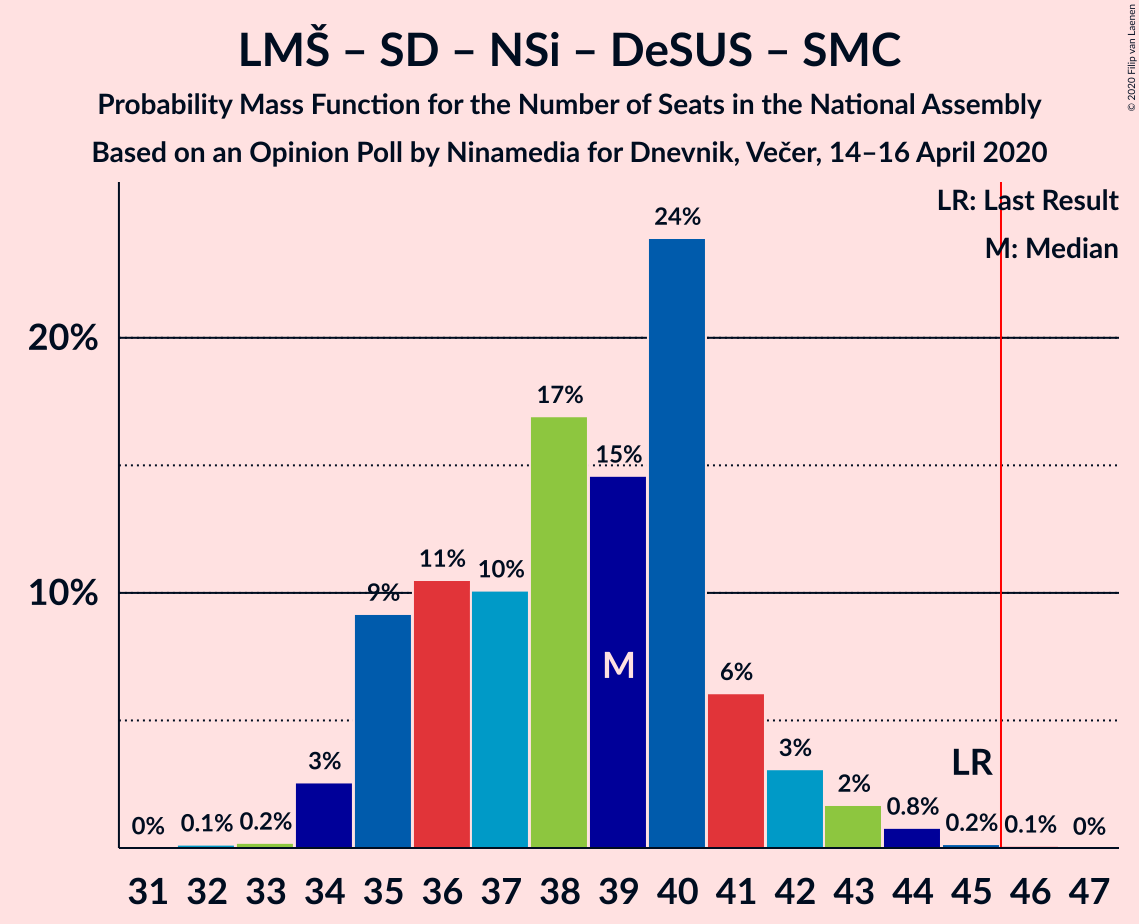 LMŠ – SD – NSi – DeSUS – SMC
Probability Mass Function for the Number of Seats in the National Assembly
Based on an Opinion Poll by Ninamedia for Dnevnik, Večer, 14–16 April 2020
© 2020 Filip van Laenen
LR: Last Result
M: Median
20%
10%
0%
0.1%
0.2%
3%
9%
11%
10%
17%
15%
24%
6%
3%
2%
0.8%
0.2%
0.1%
0%
M
LR
31 32 33 34 35 36 37 38 39 40 41 42 43 44 45 46 47